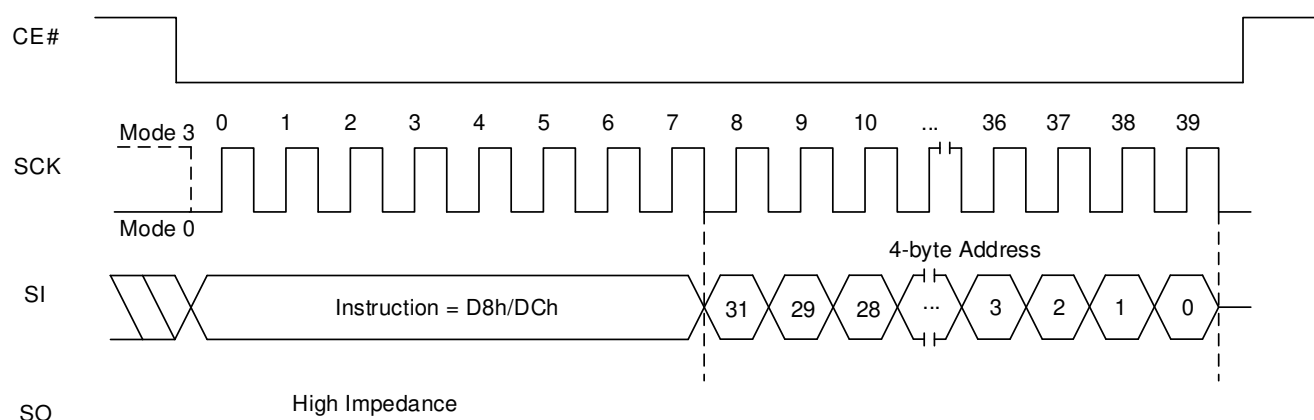 CE#
Mode 3
0 1 2 3 4 5 6 7 8 9 10 ... 36 37 38 39
SCK
Mode 0
4-byte Address
SI
Instruction = D8h/DCh
31 29 28 ... 3 2 1 0
SO
High Impedance